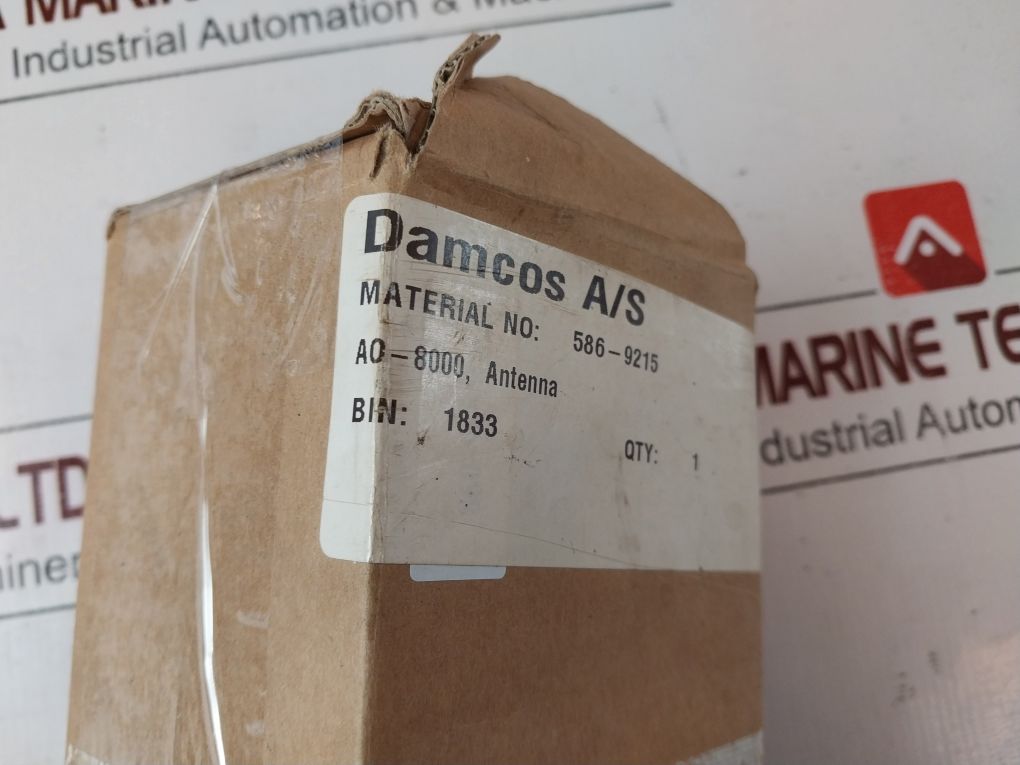 MARIN
Industrial Automation &
Damcos A/S
MATERIAL NO: 586-9215
AO-8000, Antenna
BIN: 1833
QTY: 1
MARINE TE
ndustrial Autom
LTD
iner